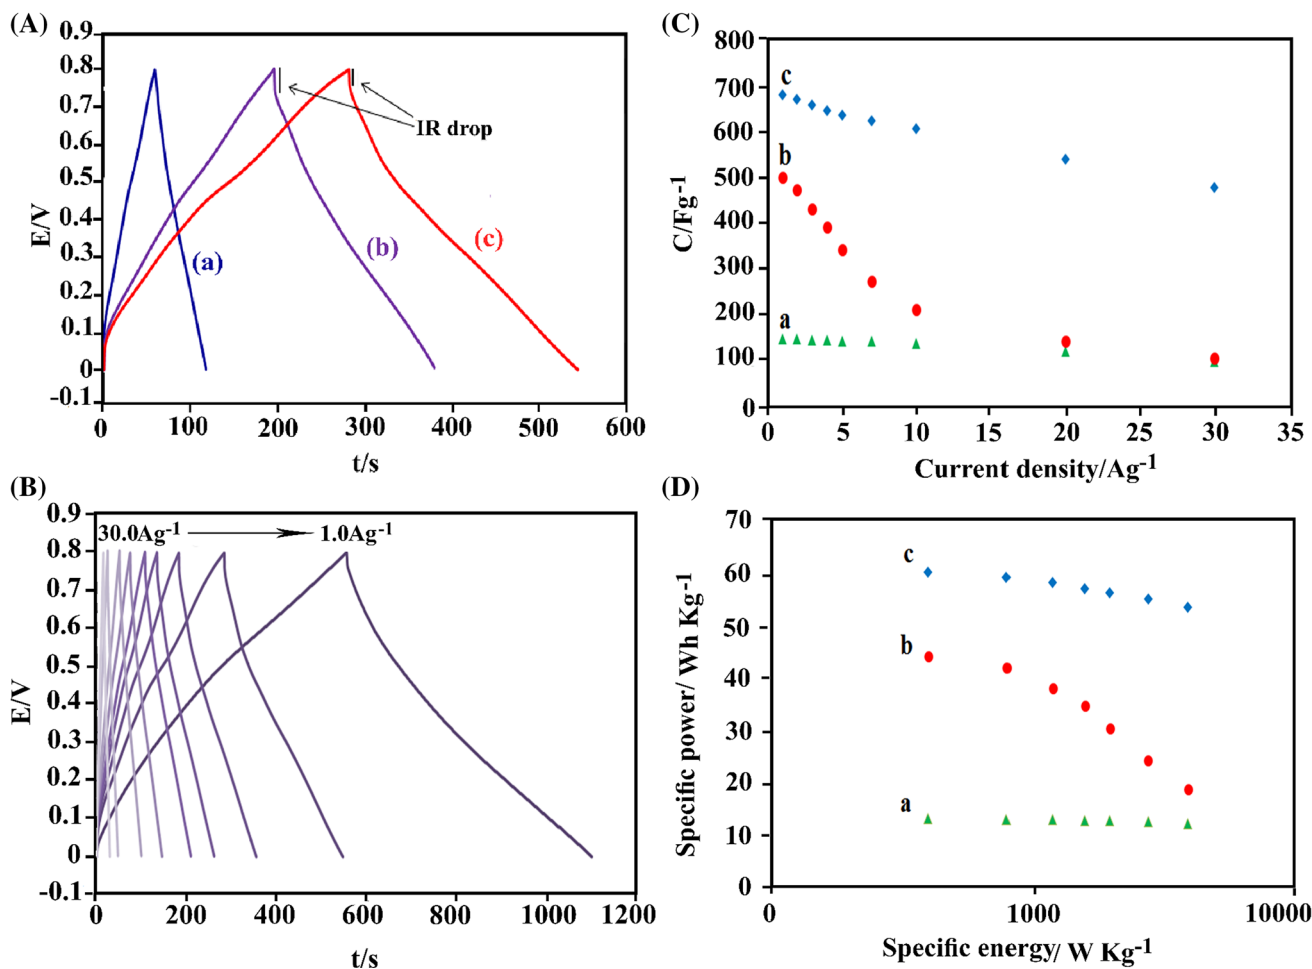 (A)
0.9
0.8
0.7
0.6
0.5
0.4
0.3
0.2
0.1
0
-0.1
E/V
IR drop
(a)
(b)
(c)
0 100 200 300 400 500 600
t/s
(C)
800
700
600
500
400
300
200
100
0
C/Fg-1
c
b
a
0 5 10 15 20 25 30 35
Current density/Ag-1
(B)
0.9
0.8
0.7
0.6
0.5
0.4
0.3
0.2
0.1
0
-0.1
E/V
30.0Ag-1 1.0Ag-1
0 200 400 600 800 1000 1200
t/s
(D)
70
60
50
40
30
20
10
0
Specific power/ Wh Kg-1
c
b
a
0 1000 10000
Specific energy/ W Kg-1